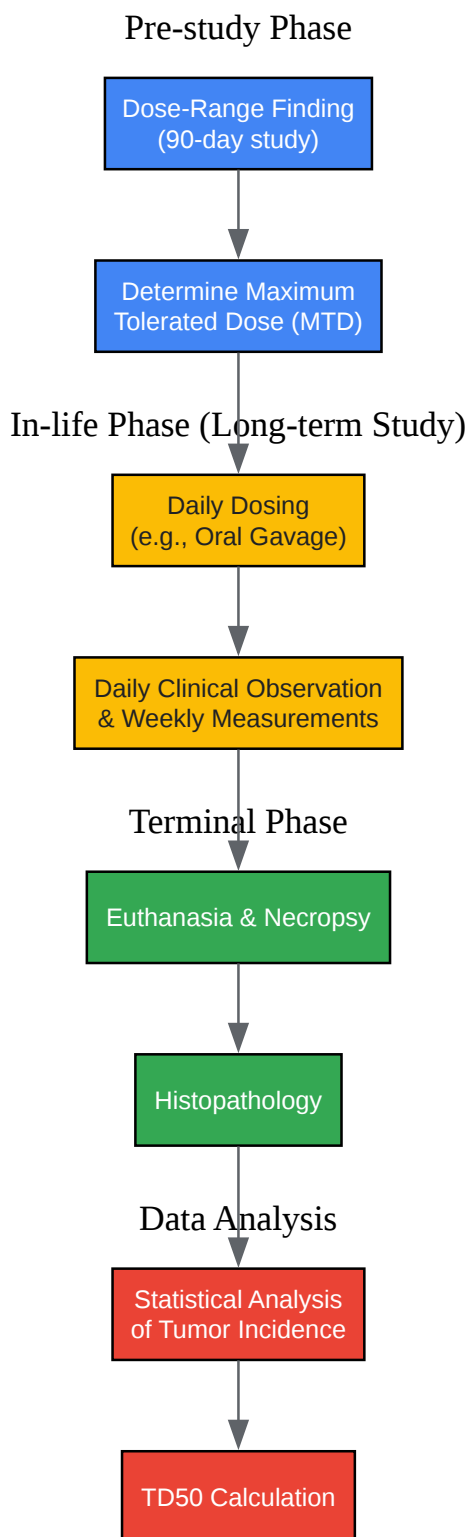 Pre-study Phase
Dose-Range Finding
(90-day study)
Determine Maximum
Tolerated Dose (MTD)
In-life Phase (Long-term Study)
Daily Dosing
(e.g., Oral Gavage)
Daily Clinical Observation
& Weekly Measurements
Terminal Phase
Euthanasia & Necropsy
Histopathology
Data Analysis
Statistical Analysis
of Tumor Incidence
TD50 Calculation